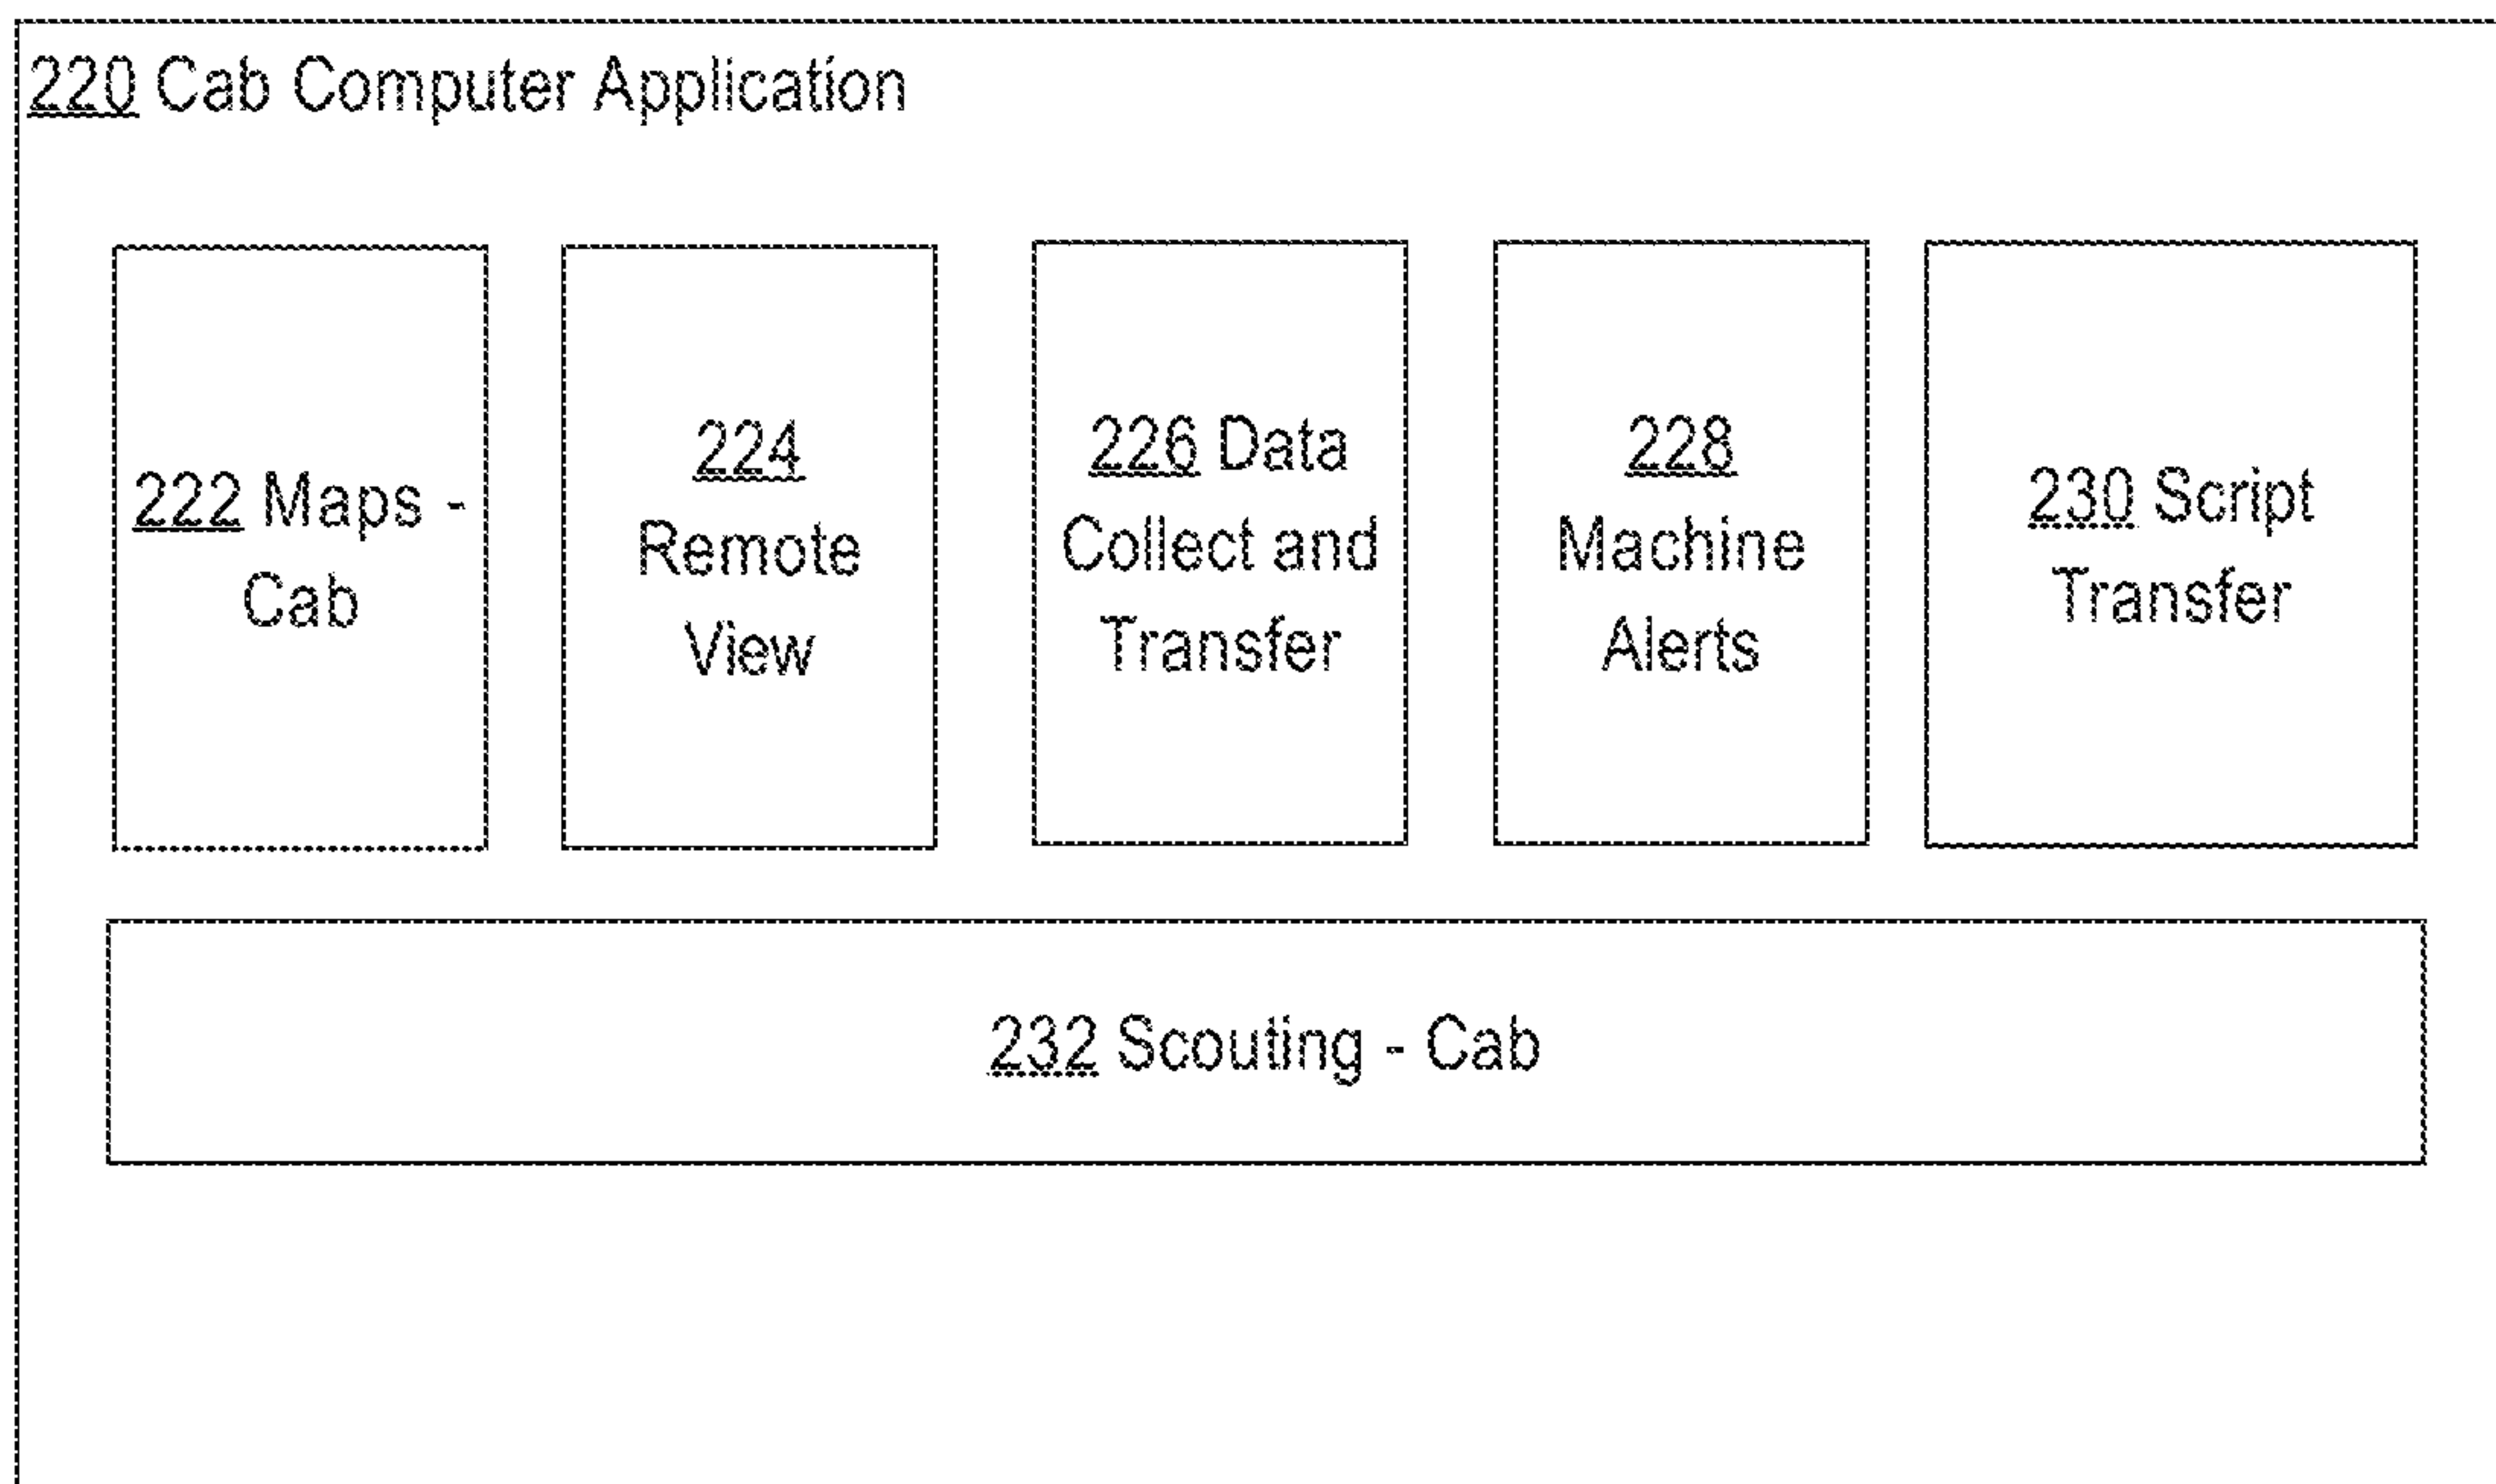 220 Cab Computer Application
222 Maps -
Cab
224
Remote
View
226 Data
Collect and
Transfer
228
Machine
Alerts
230 Script
Transfer
232 Scouting - Cab